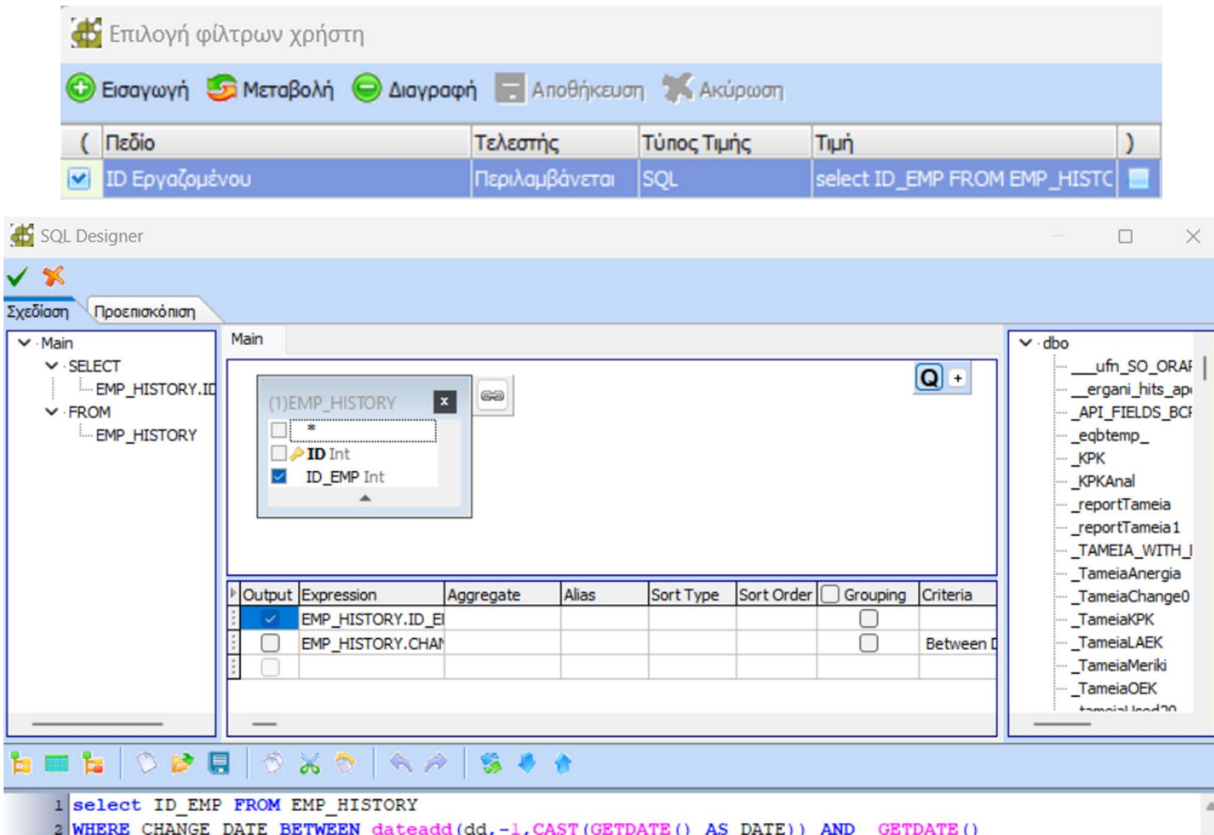 Επιλογή φίλτρων χρήστη
Εισαγωγή Μεταβολή Διαγραφή Αποθήκευση Ακύρωση
( Πεδίο Τελεστής Τύπος Τιμής Τιμή )
ID Εργαζομένου Περιλαμβάνεται SQL select ID_EMP FROM EMP_HISTO
SQL Designer
Σχεδίαση Προεπισκόπιση
Main
SELECT
EMP_HISTORY.ID
FROM
EMP_HISTORY
Main
(1)EMP_HISTORY x
*
ID Int
ID_EMP Int
Q +
Output Expression Aggregate Alias Sort Type Sort Order Grouping Criteria
EMP_HISTORY.ID_E
EMP_HISTORY.CHAN Between D
dbo
___ufn_SO_ORAF
__ergani_hits_ap
_API_FIELDS_BCF
_eqbtemp_
_KPK
_KPKAnal
_reportTameia
_reportTameia1
_TAMEIA_WITH_
_TameiaAnergia
_TameiaChange0
_TameiaKPK
_TameiaLAEK
_TameiaMeriki
_TameiaOEK
1 select ID_EMP FROM EMP_HISTORY
2 WHERE CHANGE_DATE BETWEEN dateadd(dd,-1,CAST(GETDATE() AS DATE)) AND GETDATE()